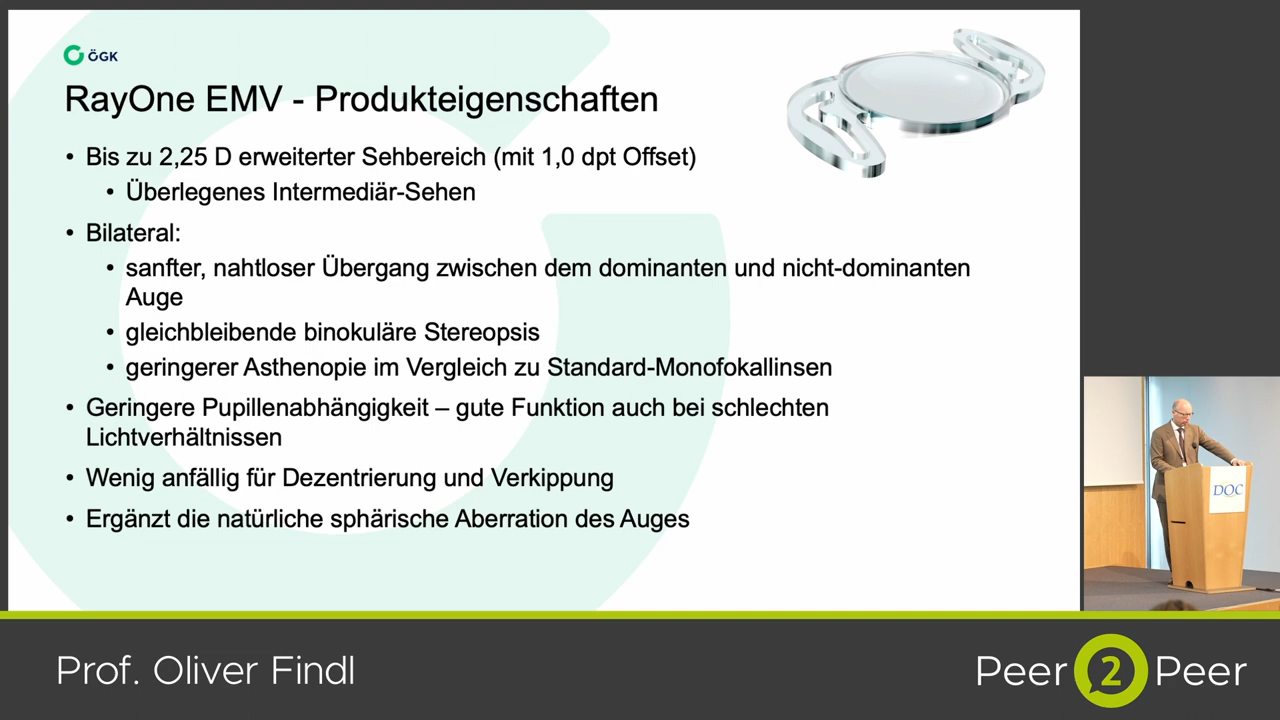 ÖGK
RayOne EMV - Produkteigenschaften
• Bis zu 2,25 D erweiterter Sehbereich (mit 1,0 dpt Offset)
• Überlegenes Intermediär-Sehen
• Bilateral:
• sanfter, nahtloser Übergang zwischen dem dominanten und nicht-dominanten
Auge
• gleichbleibende binokuläre Stereopsis
• geringerer Asthenopie im Vergleich zu Standard-Monofokallinsen
• Geringere Pupillenabhängigkeit – gute Funktion auch bei schlechten
Lichtverhältnissen
• Wenig anfällig für Dezentrierung und Verkippung
• Ergänzt die natürliche sphärische Aberration des Auges
DOC
Prof. Oliver Findl
Peer 2 Peer